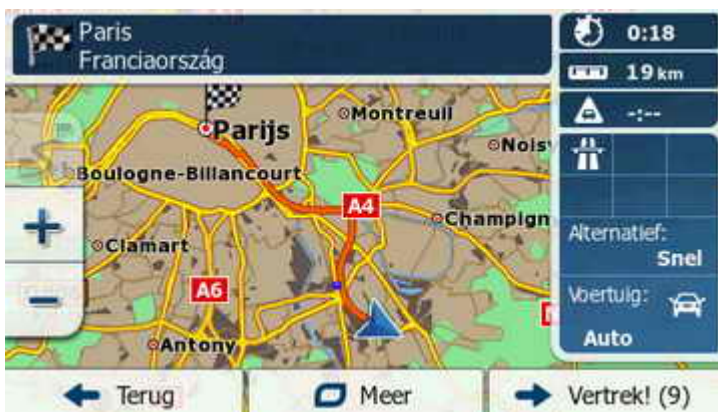 Paris
Franciaország
0:18
19 km
-:--
Montreuil
Parijs
Boulogne-Billancourt
A4
Champign
Clamart
Alternatief:
Snel
A6
Voertuig:
Antony
Auto
Terug
Meer
Vertrek! (9)